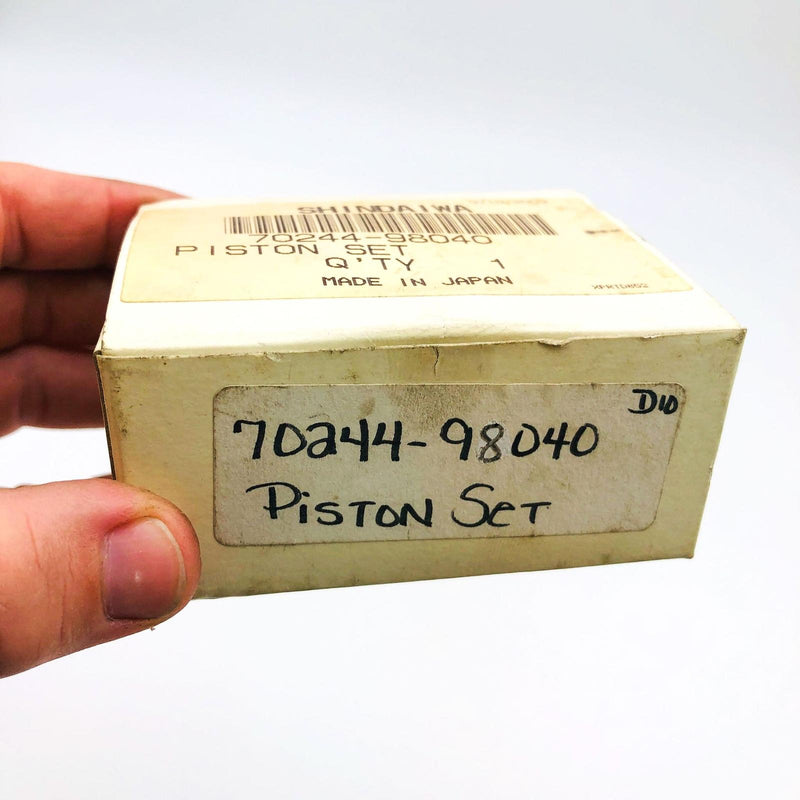 SHINDAIWA
70244-98040
PISTON SET
Q'TY 1
MADE IN JAPAN
D10
70244-98040
PISTON SET